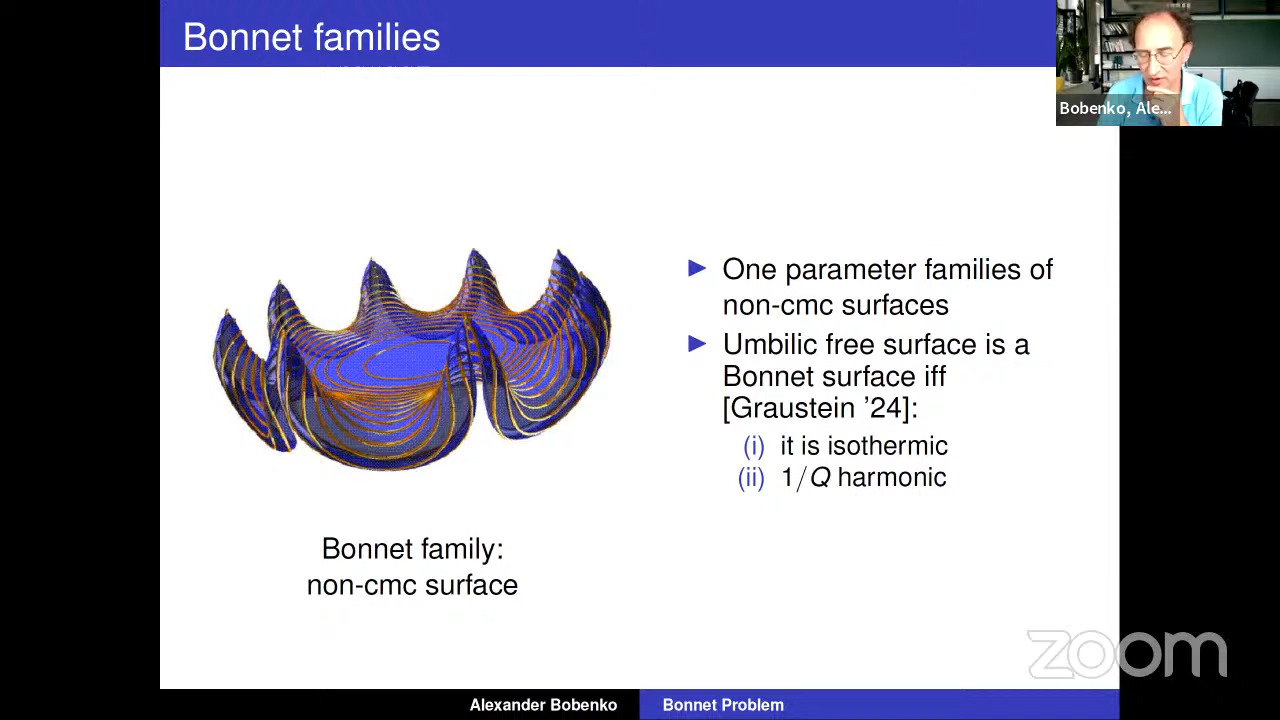 Bonnet families
Bobenko, Ale...
▶ One parameter families of
non-cmc surfaces
▶ Umbilic free surface is a
Bonnet surface iff
[Graustein ’24]:
(i) it is isothermic
(ii) 1/Q harmonic
Bonnet family:
non-cmc surface
zoom
Alexander Bobenko
Bonnet Problem